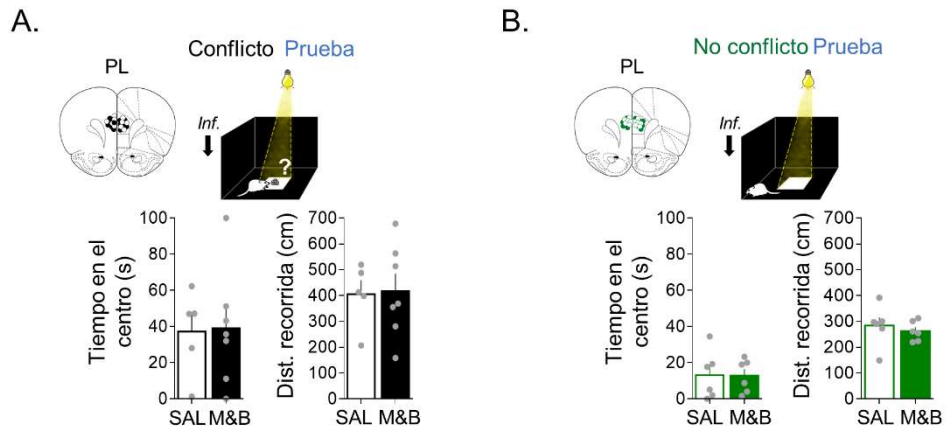 A.
Conflicto Prueba
PL
Inf.
?
Tiempo en el
centro (s)
100
80
60
40
20
0
SAL M&B
Dist. recorrida (cm)
700
600
500
400
300
200
100
0
SAL M&B
B.
No conflicto Prueba
PL
Inf.
Tiempo en el
centro (s)
100
80
60
40
20
0
SAL M&B
Dist. recorrida (cm)
700
600
500
400
300
200
100
0
SAL M&B